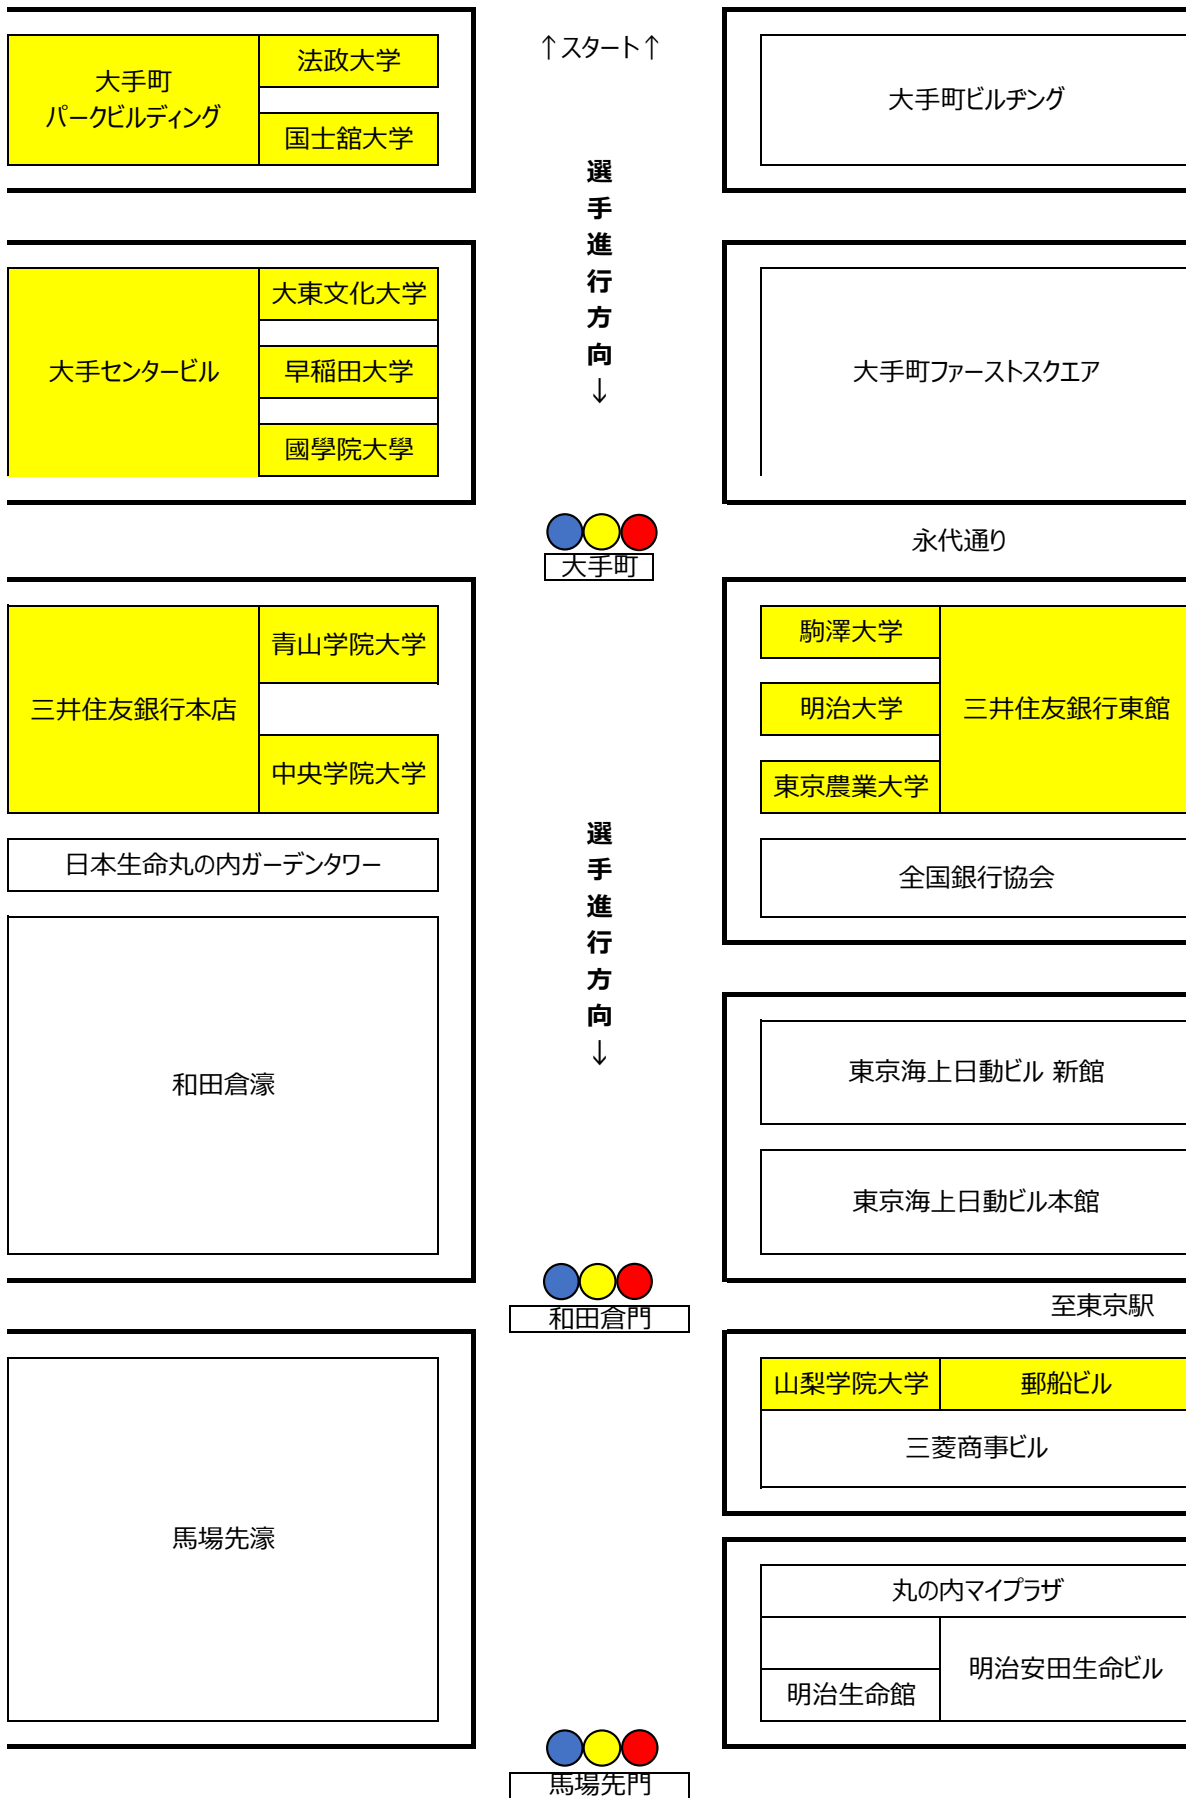 ↑スタート↑
大手町
パークビルディング
法政大学
国士舘大学
大手町ビルヂング
選手進行方向↓
大手センタービル
大東文化大学
早稲田大学
國學院大學
大手町ファーストスクエア
大手町
永代通り
三井住友銀行本店
青山学院大学
中央学院大学
駒澤大学
明治大学
東京農業大学
三井住友銀行東館
日本生命丸の内ガーデンタワー
選手進行方向↓
全国銀行協会
和田倉濠
東京海上日動ビル 新館
東京海上日動ビル本館
和田倉門
至東京駅
馬場先濠
山梨学院大学
郵船ビル
三菱商事ビル
丸の内マイプラザ
明治生命館
明治安田生命ビル
馬場先門